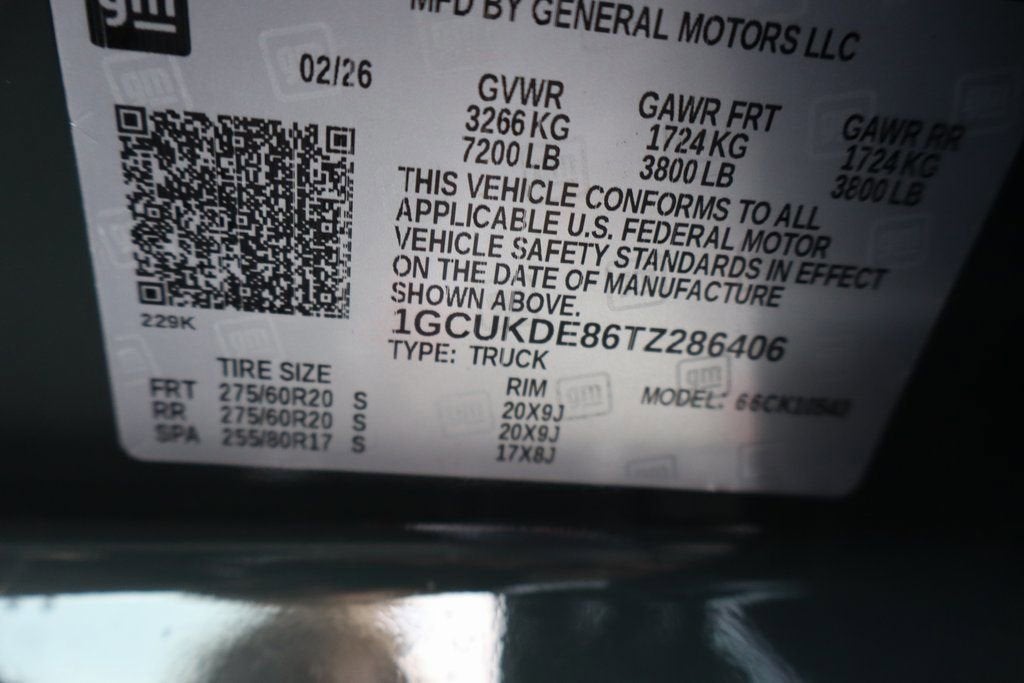 gm
MFD BY GENERAL MOTORS LLC
02/26
GVWR GAWR FRT GAWR RR
3266 KG 1724 KG 1724 KG
7200 LB 3800 LB 3800 LB
THIS VEHICLE CONFORMS TO ALL
APPLICABLE U.S. FEDERAL MOTOR
VEHICLE SAFETY STANDARDS IN EFFECT
ON THE DATE OF MANUFACTURE
SHOWN ABOVE.
229K
1GCUKDE86TZ286406
TYPE: TRUCK
TIRE SIZE RIM MODEL:
FRT 275/60R20 S 20X9J
RR 275/60R20 S 20X9J
SPA 255/80R17 S 17X8J